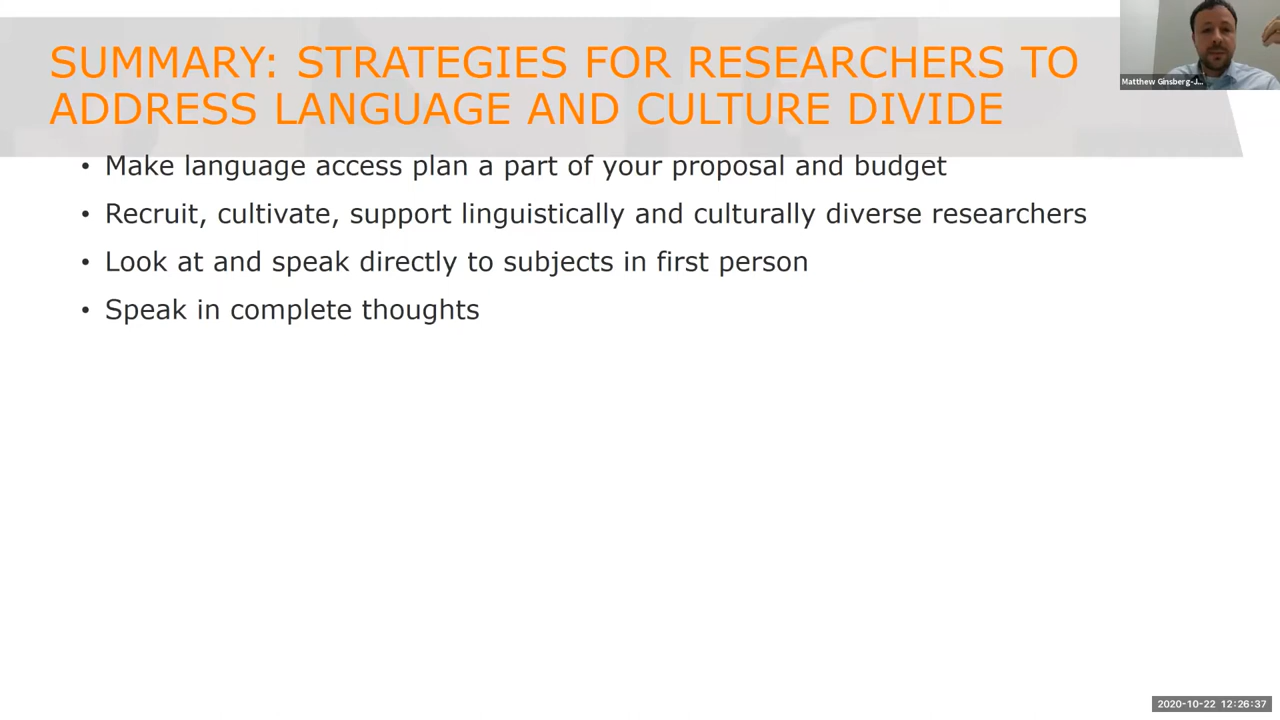 SUMMARY: STRATEGIES FOR RESEARCHERS TO
ADDRESS LANGUAGE AND CULTURE DIVIDE
Matthew Ginsberg-J...
• Make language access plan a part of your proposal and budget
• Recruit, cultivate, support linguistically and culturally diverse researchers
• Look at and speak directly to subjects in first person
• Speak in complete thoughts
2020-10-22 12:26:37